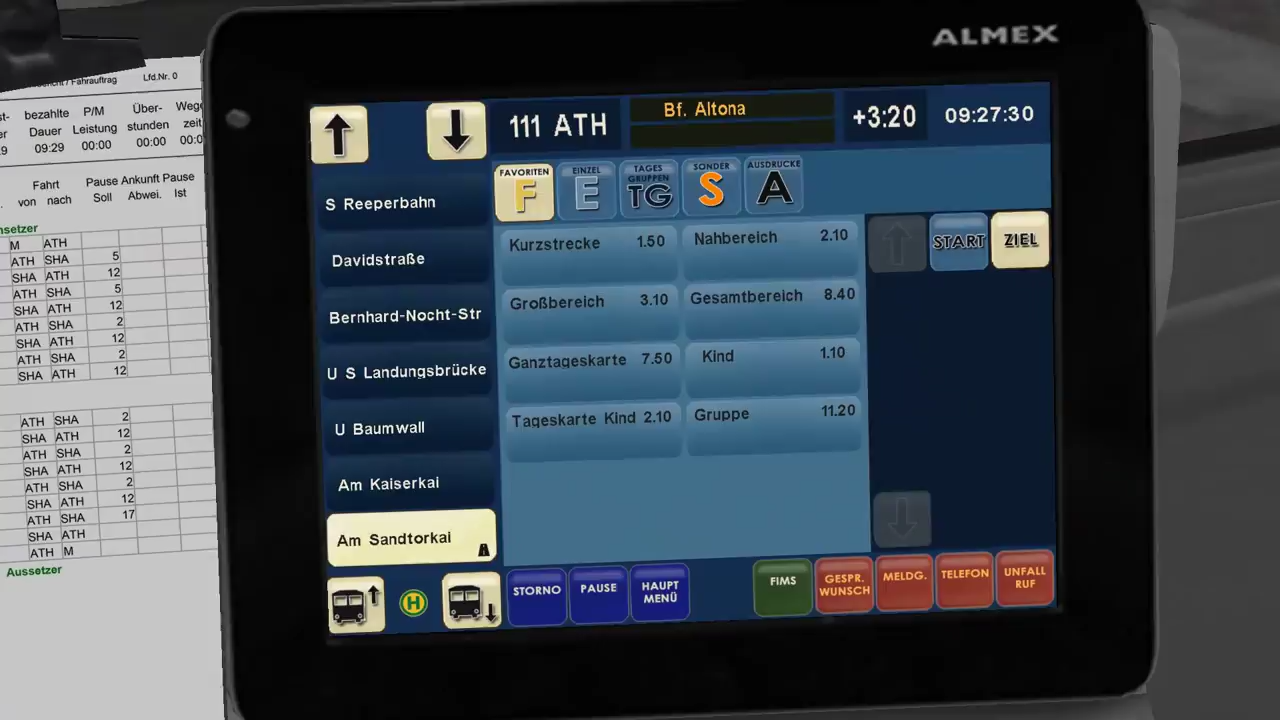 ALMEX
Fahrauftrag Lfd.Nr. 0
bezahlte P/M Über- Wege
Dauer Leistung stunden zeit
09:29 00:00 00:00 00:00
Fahrt Pause Ankunft Pause
von nach Soll Abwei. Ist
M ATH
ATH SHA 5
SHA ATH 12
ATH SHA 5
SHA ATH 12
ATH SHA 2
SHA ATH 12
ATH SHA 2
SHA ATH 12
ATH SHA 2
SHA ATH 12
ATH SHA 2
SHA ATH 12
ATH SHA 2
SHA ATH 12
ATH SHA 17
SHA ATH
ATH M
Aussetzer
111 ATH
Bf. Altona
+3:20
09:27:30
S Reeperbahn
Davidstraße
Bernhard-Nocht-Str
U S Landungsbrücke
U Baumwall
Am Kaiserkai
Am Sandtorkai
H
FAVORITEN
F
EINZEL
E
TAGES
GRUPPEN
TG
SONDER
S
AUSDRUCKE
A
START
ZIEL
Kurzstrecke 1.50
Nahbereich 2.10
Großbereich 3.10
Gesamtbereich 8.40
Ganztageskarte 7.50
Kind 1.10
Tageskarte Kind 2.10
Gruppe 11.20
STORNO
PAUSE
HAUPT
MENÜ
FIMS
GESPR.
WUNSCH
MELDG.
TELEFON
UNFALL
RUF